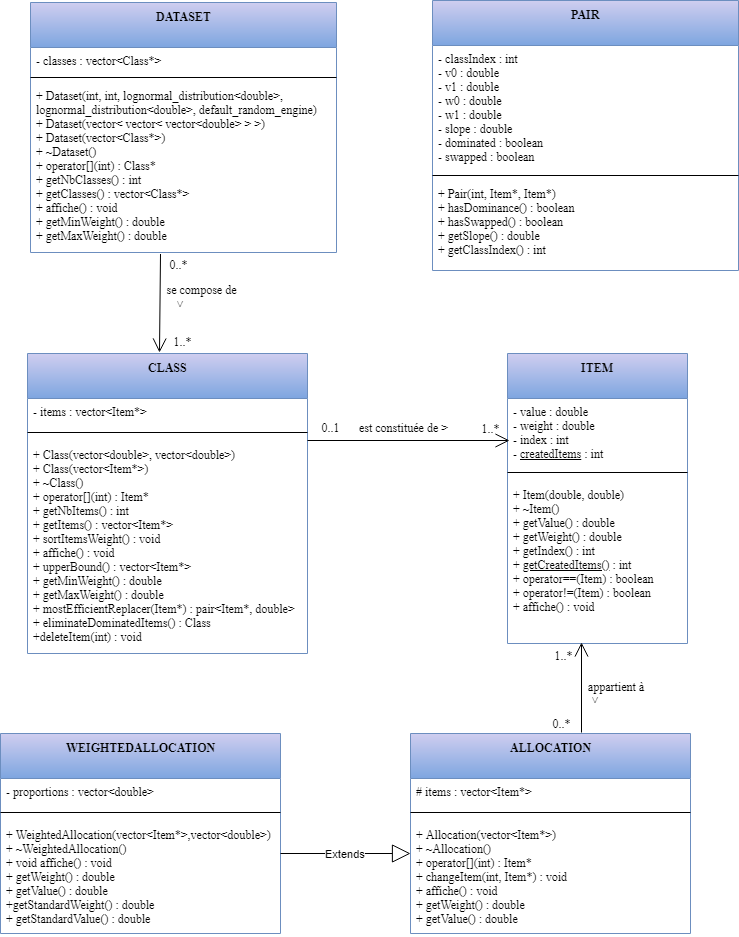 DATASET
- classes : vector<Class*>
+ Dataset(int, int, lognormal_distribution<double>,
lognormal_distribution<double>, default_random_engine)
+ Dataset(vector< vector< vector<double> > >)
+ Dataset(vector<Class*>)
+ ~Dataset()
+ operator[](int) : Class*
+ getNbClasses() : int
+ getClasses() : vector<Class*>
+ affiche() : void
+ getMinWeight() : double
+ getMaxWeight() : double
PAIR
- classIndex : int
- v0 : double
- v1 : double
- w0 : double
- w1 : double
- slope : double
- dominated : boolean
- swapped : boolean
+ Pair(int, Item*, Item*)
+ hasDominance() : boolean
+ hasSwapped() : boolean
+ getSlope() : double
+ getClassIndex() : int
0..*
se compose de
>
1..*
CLASS
- items : vector<Item*>
+ Class(vector<double>, vector<double>)
+ Class(vector<Item*>)
+ ~Class()
+ operator[](int) : Item*
+ getNbItems() : int
+ getItems() : vector<Item*>
+ sortItemsWeight() : void
+ affiche() : void
+ upperBound() : vector<Item*>
+ getMinWeight() : double
+ getMaxWeight() : double
+ mostEfficientReplacer(Item*) : pair<Item*, double>
+ eliminateDominatedItems() : Class
+deleteItem(int) : void
0..1
est constituée de >
1..*
ITEM
- value : double
- weight : double
- index : int
- createdItems : int
+ Item(double, double)
+ ~Item()
+ getValue() : double
+ getWeight() : double
+ getIndex() : int
+ getCreatedItems() : int
+ operator==(Item) : boolean
+ operator!=(Item) : boolean
+ affiche() : void
1..*
appartient à
>
0..*
WEIGHTEDALLOCATION
- proportions : vector<double>
+ WeightedAllocation(vector<Item*>,vector<double>)
+ ~WeightedAllocation()
+ void affiche() : void
+ getWeight() : double
+ getValue() : double
+getStandardWeight() : double
+ getStandardValue() : double
Extends
ALLOCATION
# items : vector<Item*>
+ Allocation(vector<Item*>)
+ ~Allocation()
+ operator[](int) : Item*
+ changeItem(int, Item*) : void
+ affiche() : void
+ getWeight() : double
+ getValue() : double